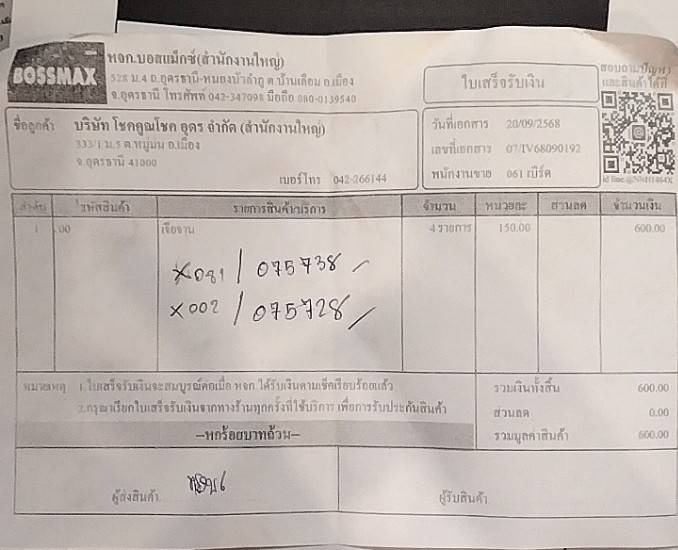 BOSSMAX
หจก.บอสแม็กซ์(สำนักงานใหญ่)
528 ม.4 ถ.อุดรธานี-หนองบัวลำภู ต.บ้านเลื่อม อ.เมือง
จ.อุดรธานี โทรศัพท์ 042-347098 มือถือ 080-0139540
ใบเสร็จรับเงิน
สอบถามปัญหา
และสินค้าได้ที่
ชื่อลูกค้า บริษัท โชคคูณโชค อุดร จำกัด (สำนักงานใหญ่)
333/1 ม.5 ต.หมูม่น อ.เมือง
จ.อุดรธานี 41000
เบอร์โทร 042-266144
วันที่เอกสาร 20/09/2568
เลขที่เอกสาร 07/IV68090192
พนักงานขาย 061 เบิร์ด
ลำดับ รหัสสินค้า รายการสินค้า/บริการ จำนวน หน่วยละ ส่วนลด จำนวนเงิน
1 00 เจียจาน 4 รายการ 150.00 600.00
X081 / 075738
X002 / 075728
หมายเหตุ 1.ใบเสร็จรับเงินจะสมบูรณ์ต่อเมื่อ หจก.ได้รับเงินตามเช็คเรียบร้อยแล้ว
2.กรุณาเรียกใบเสร็จรับเงินจากทางร้านทุกครั้งที่ใช้บริการ เพื่อการรับประกันสินค้า
รวมเงินทั้งสิ้น 600.00
ส่วนลด 0.00
รวมมูลค่าสินค้า 600.00
--หกร้อยบาทถ้วน--
ผู้ส่งสินค้า
ผู้รับสินค้า